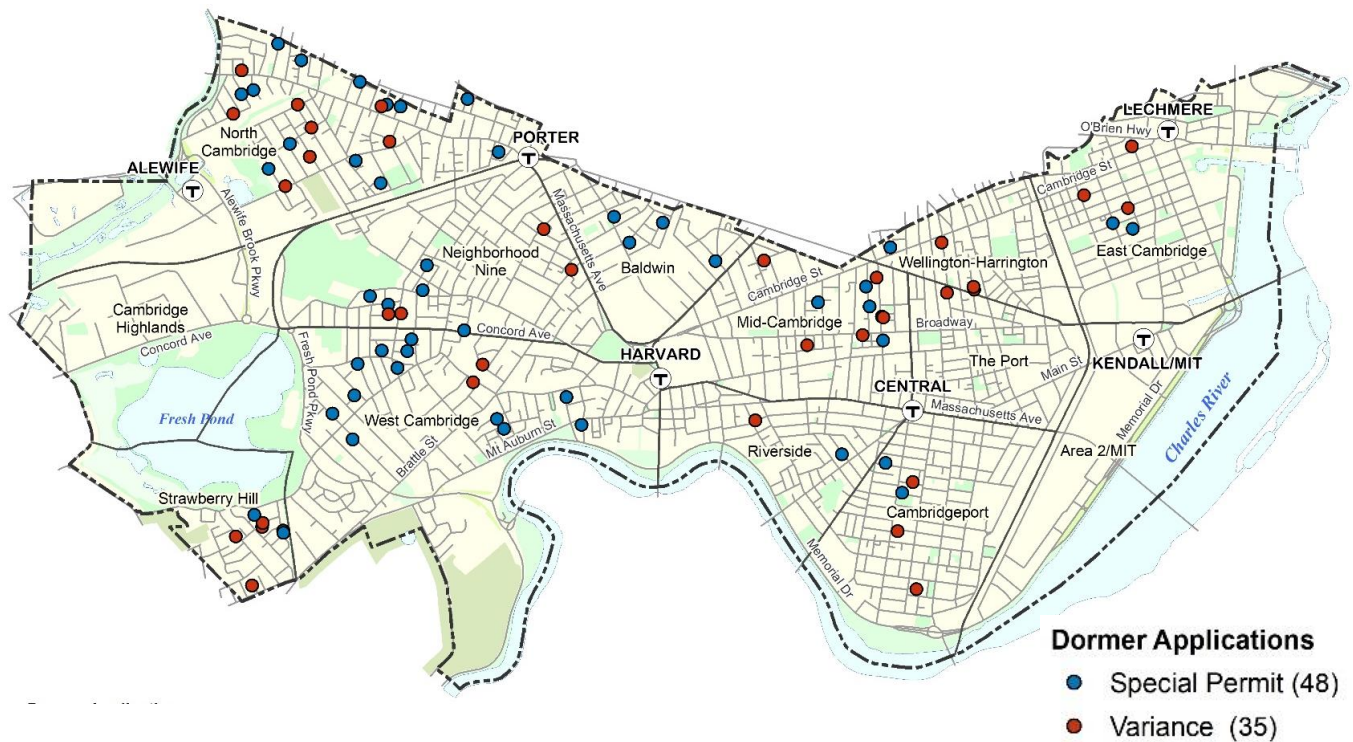 LECHMERE
T
O'Brien Hwy
PORTER
T
North
Cambridge
ALEWIFE
T
Alewife Brook Pkwy
Massachusetts Ave
Cambridge St
East Cambridge
Neighborhood
Nine
Baldwin
Wellington-Harrington
Cambridge St
Cambridge
Highlands
Concord Ave
Concord Ave
Mid-Cambridge
Broadway
The Port
HARVARD
T
KENDALL/MIT
T
Main St
CENTRAL
T
Massachusetts Ave
Memorial Dr
Charles River
Fresh Pond
Fresh Pond Pkwy
West Cambridge
Brattle St
Mt Auburn St
Riverside
Area 2/MIT
Strawberry Hill
Cambridgeport
Memorial Dr
Dormer Applications
Special Permit (48)
Variance (35)